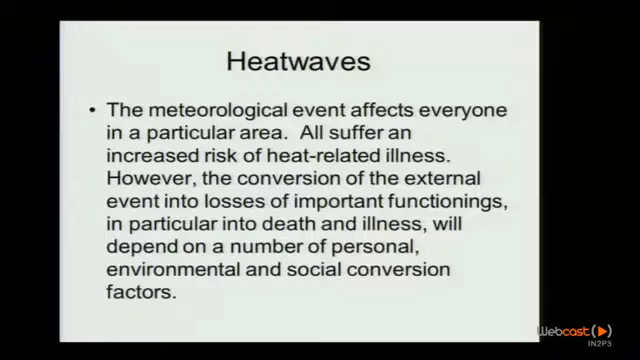 Heatwaves
• The meteorological event affects everyone
in a particular area. All suffer an
increased risk of heat-related illness.
However, the conversion of the external
event into losses of important functionings,
in particular into death and illness, will
depend on a number of personal,
environmental and social conversion
factors.
Webcast
IN2P3